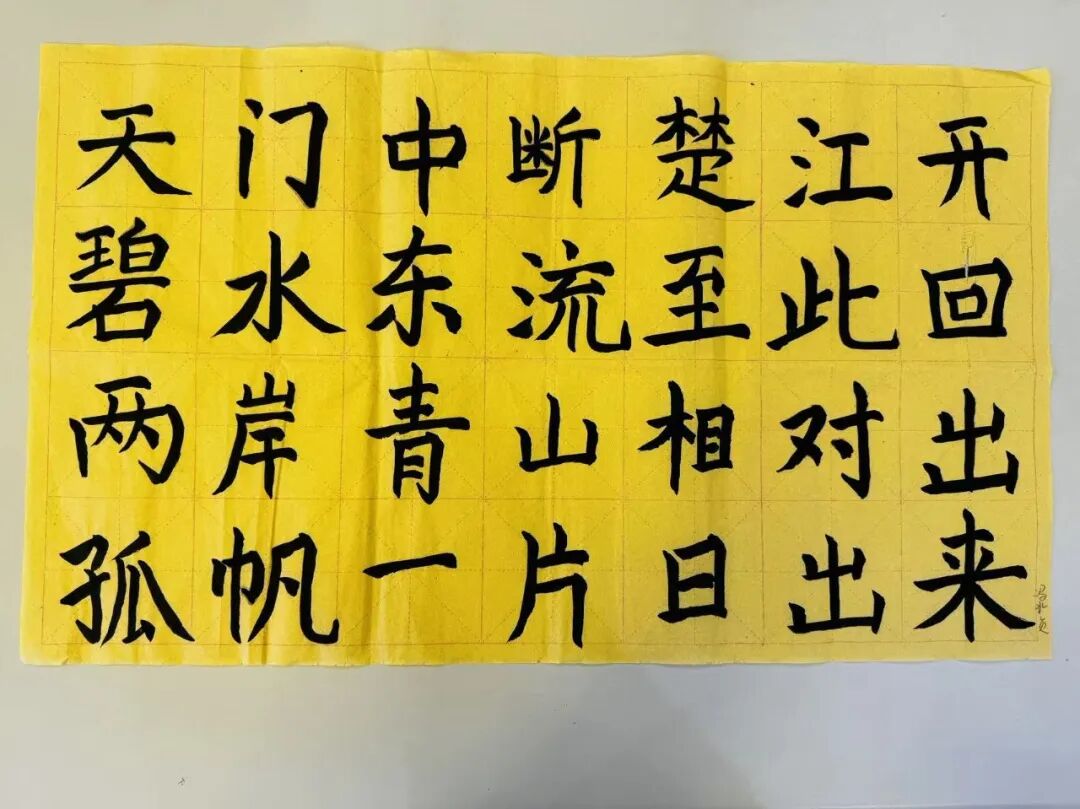 天门中断楚江开
碧水东流至此回
两岸青山相对出
孤帆一片日出来